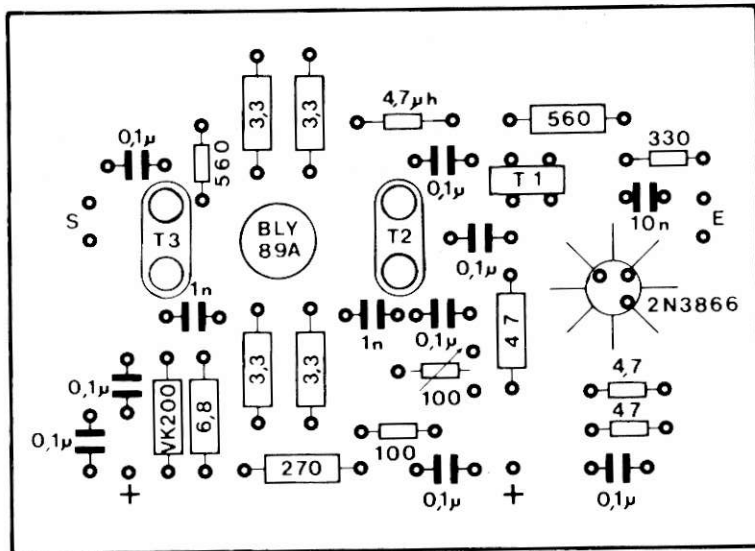 3,3
3,3
4,7µh
560
330
0,1µ
560
0,1µ
T1
10n
E
S
T3
BLY
89A
T2
0,1µ
2N3866
1n
1n
0,1µ
47
0,1µ
0,1µ
VK200
6,8
3,3
3,3
100
4,7
47
270
100
0,1µ
0,1µ
+
+